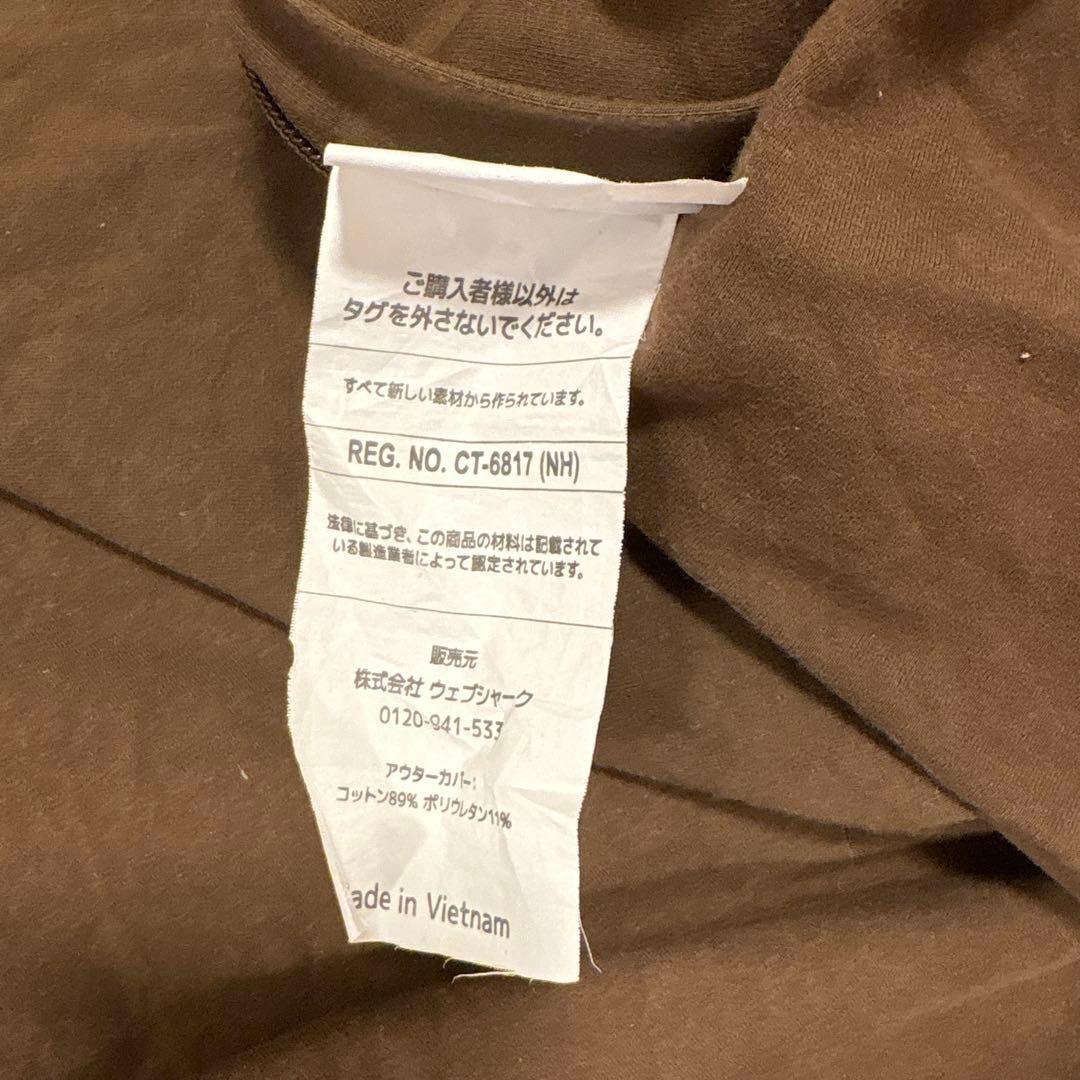 ご購入者様以外は
タグを外さないでください。
すべて新しい素材から作られています。
REG. NO. CT-6817 (NH)
法律に基づき、この商品の材料は記載されて
いる製造業者によって認定されています。
販売元
株式会社 ウェブシャーク
0120-941-533
アウターカバー:
コットン89% ポリウレタン11%
ade in Vietnam